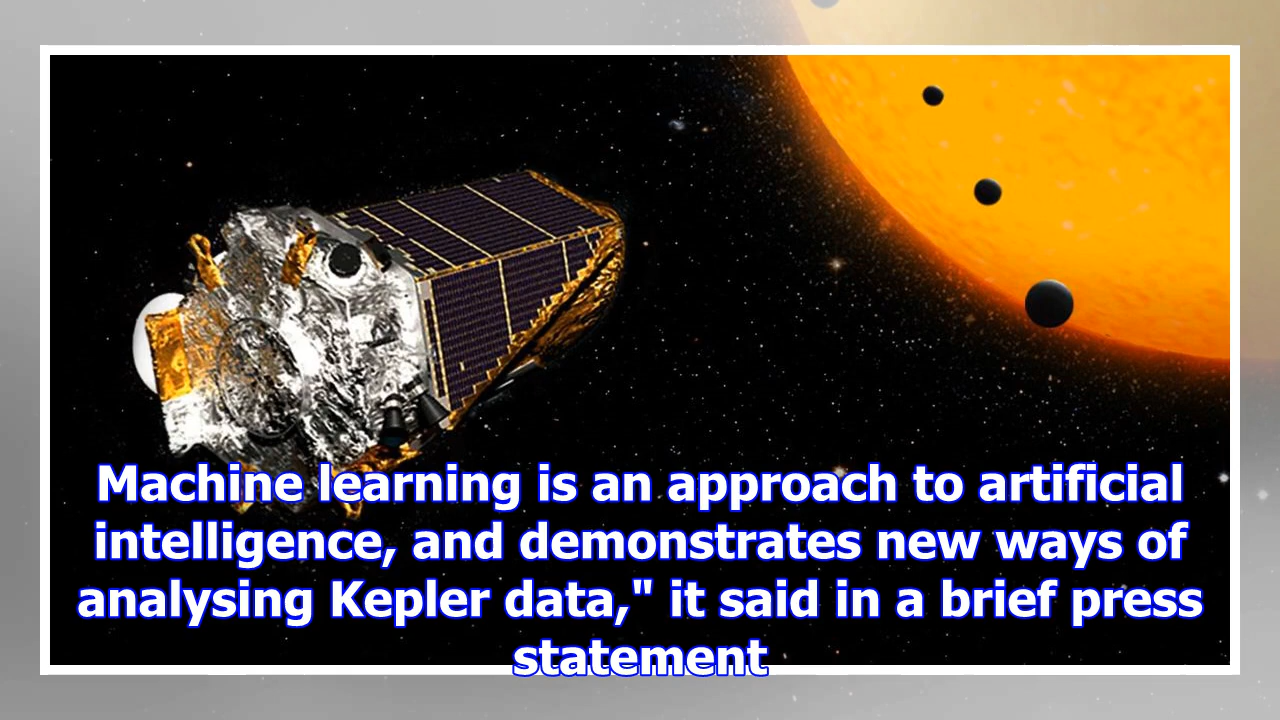 Machine learning is an approach to artificial
intelligence, and demonstrates new ways of
analysing Kepler data," it said in a brief press
statement